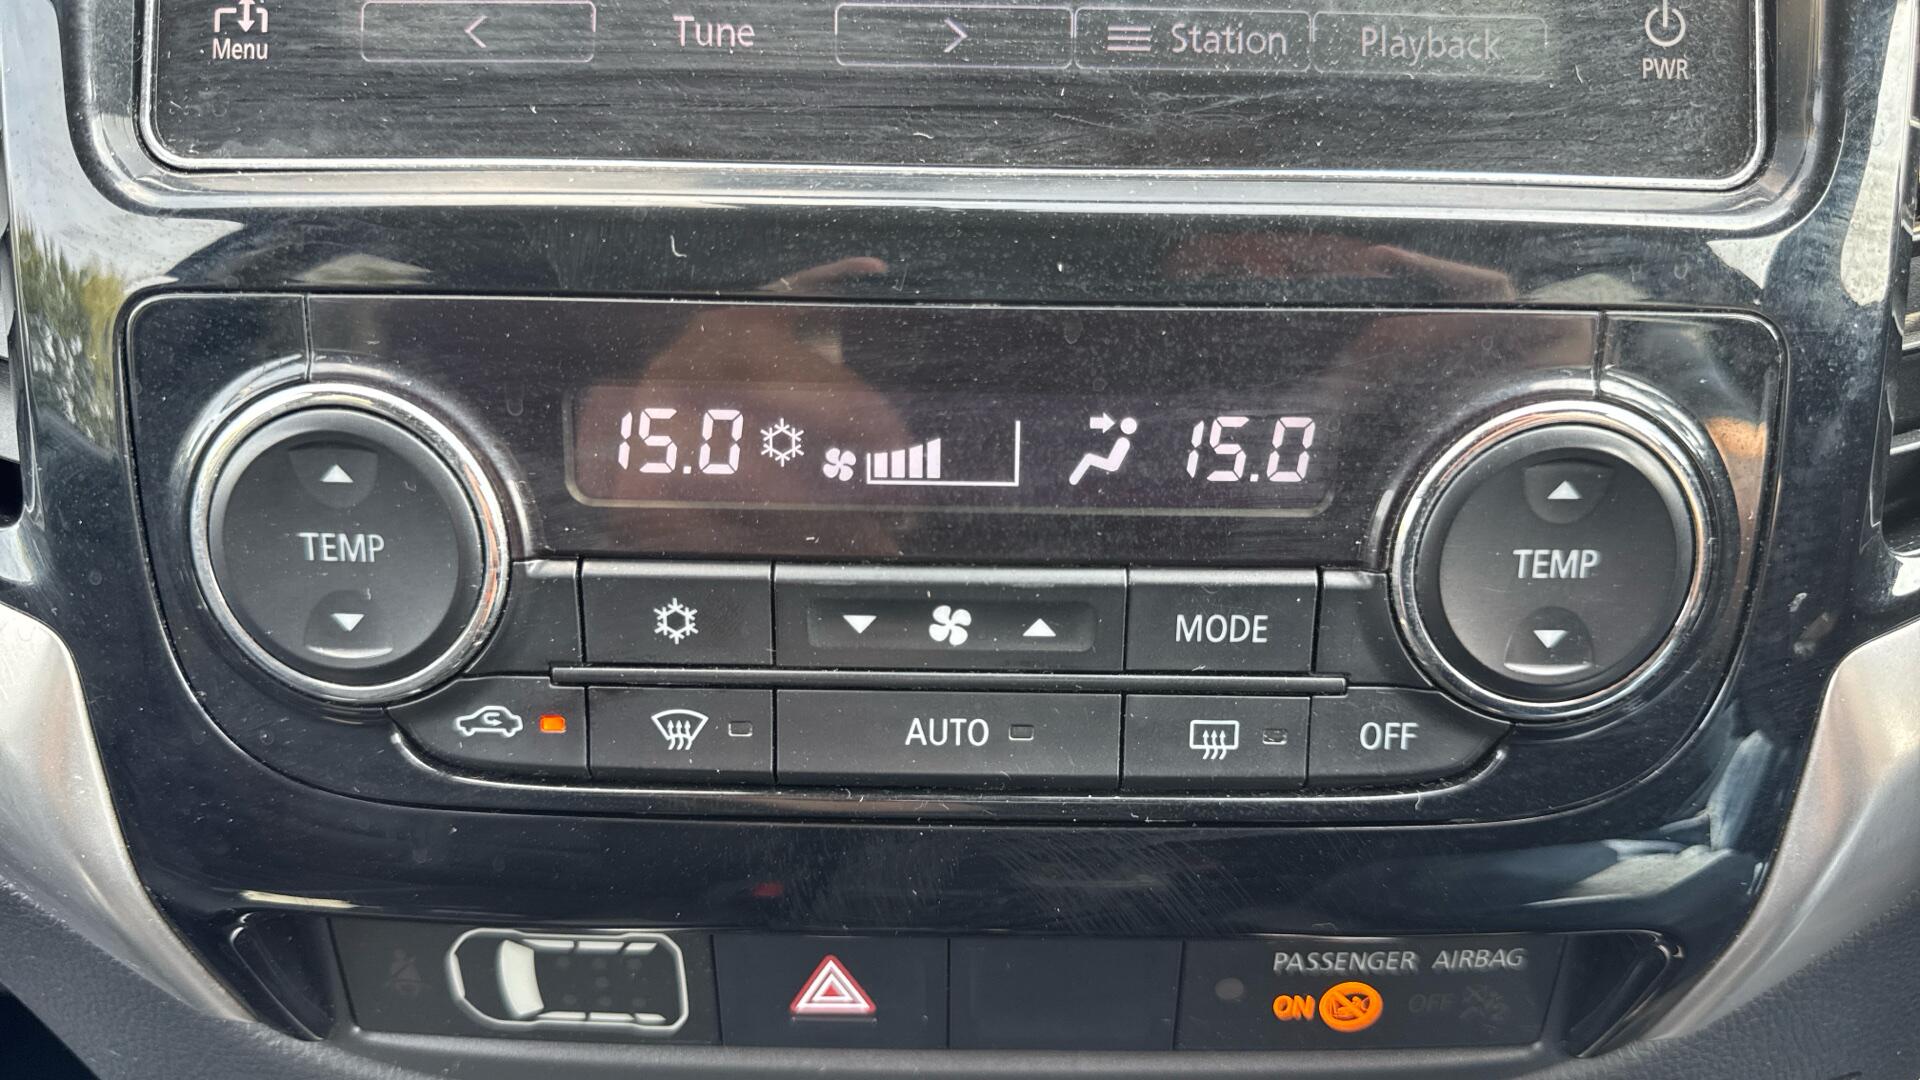 Menu
Tune
Station
Playback
PWR
15.0
15.0
TEMP
TEMP
MODE
AUTO
OFF
PASSENGER AIRBAG
ON
OFF